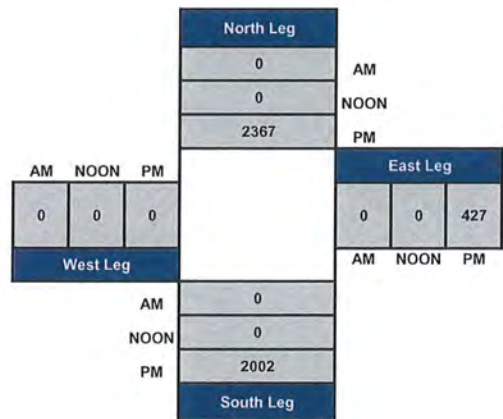 North Leg
0
AM
0
NOON
2367
PM
AM NOON PM
East Leg
0 0 0
0 0 427
West Leg
AM NOON PM
AM
0
NOON
0
PM
2002
South Leg